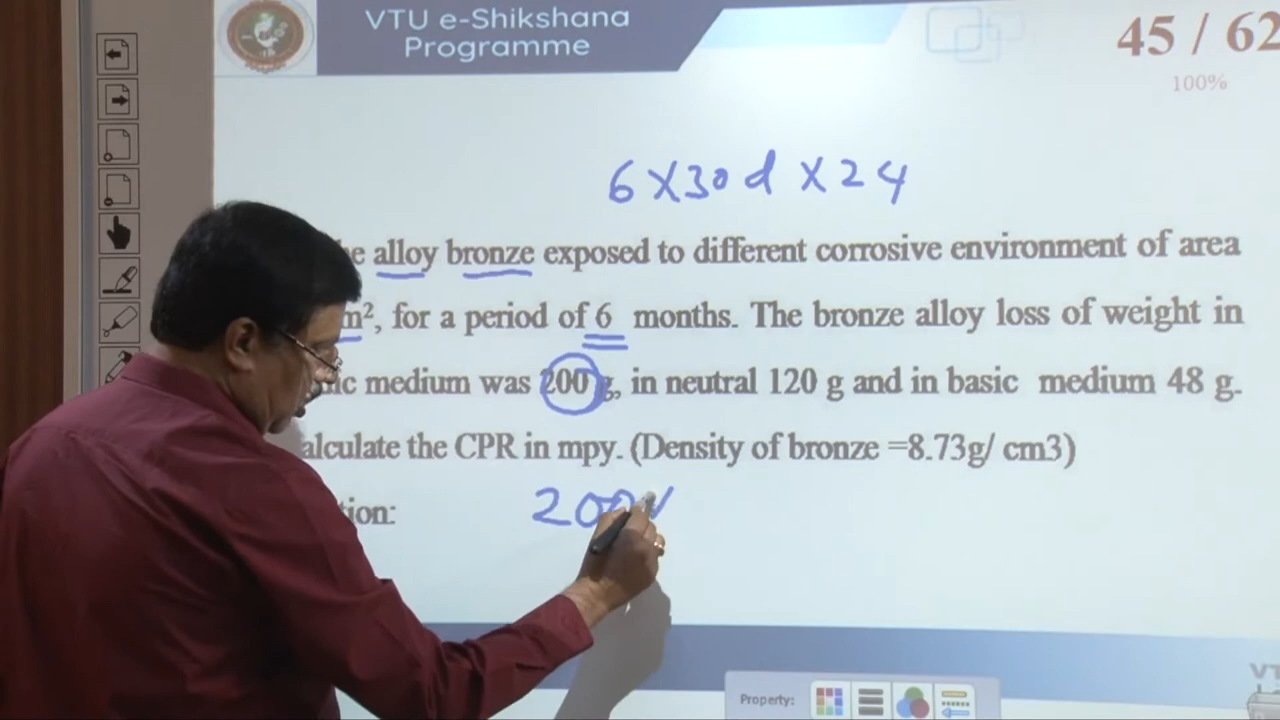 VTU e-Shikshana
Programme
45 / 62
100%
6 X 30 d X 24
alloy bronze exposed to different corrosive environment of area
m², for a period of 6 months. The bronze alloy loss of weight in
medium was 200 g, in neutral 120 g and in basic medium 48 g.
alculate the CPR in mpy. (Density of bronze =8.73g/ cm3)
tion:
200
Property: